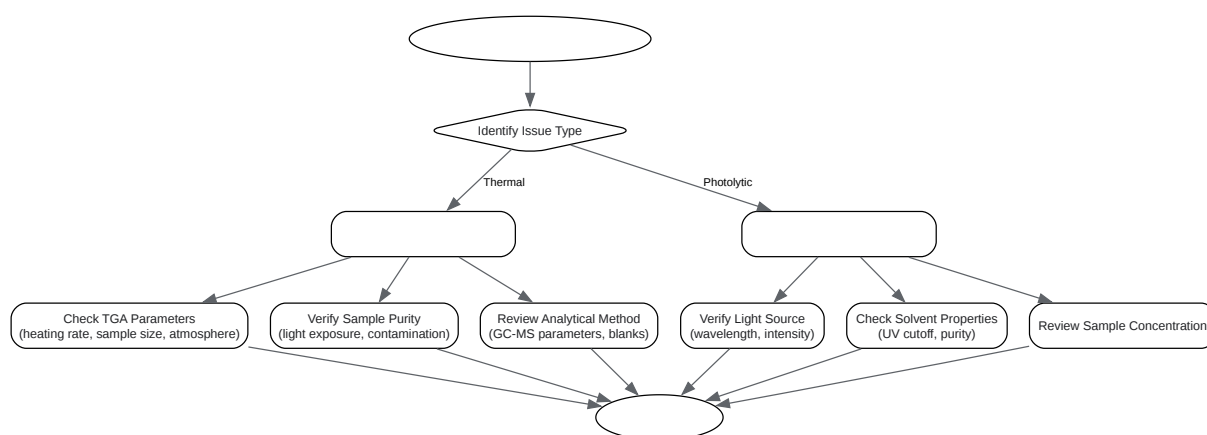 Identify Issue Type
Thermal
Photolytic
Check TGA Parameters
(heating rate, sample size, atmosphere)
Verify Sample Purity
(light exposure, contamination)
Review Analytical Method
(GC-MS parameters, blanks)
Verify Light Source
(wavelength, intensity)
Check Solvent Properties
(UV cutoff, purity)
Review Sample Concentration